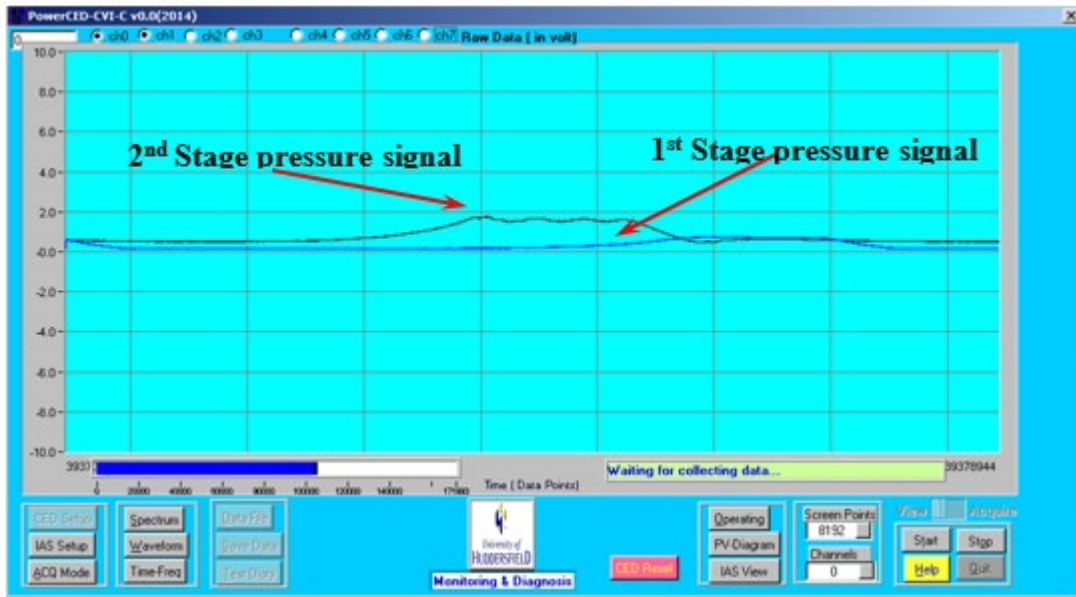 PowerCED-CVI-C v0.0(2014)
0 ch0 ch1 ch2 ch3 ch4 ch5 ch6 ch7 Raw Data [ in volt)
10.0
8.0
6.0
4.0
2.0
-0.0
-2.0
-4.0
-6.0
-8.0
-10.0
2nd Stage pressure signal
1st Stage pressure signal
Waiting for collecting data...
39378944
0 20000 40000 60000 80000 100000 120000 140000
Time [ Data Points]
CED Setup
IAS Setup
ACQ Mode
Spectrum
Waveform
Time-Freq
Data File
Save Data
Test Diary
University of
HUDDERSFIELD
Monitoring & Diagnosis
CED Reset
Operating
PV-Diagram
IAS View
Screen Points
8192
Channels
0
View Acquire
Start
Stop
Help
Quit